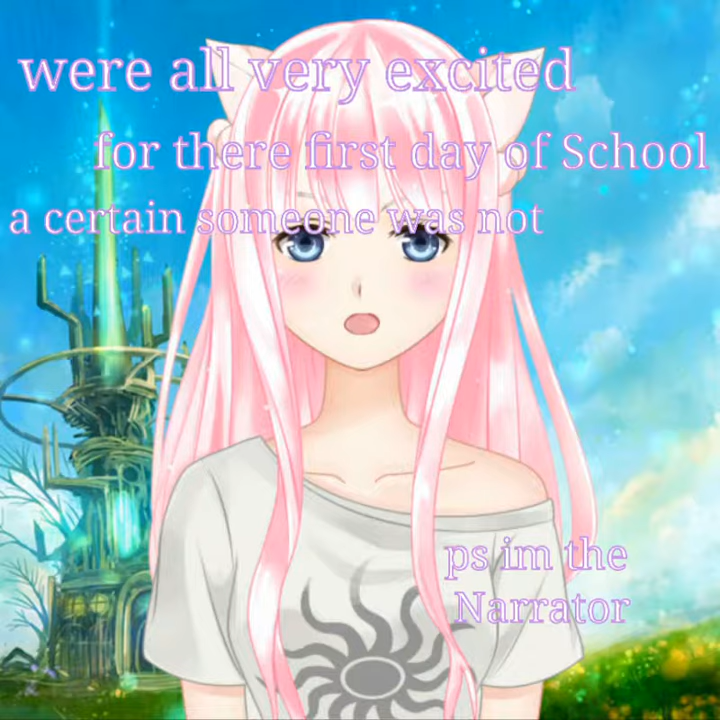 were all very excited
for there first day of School
a certain someone was not
ps im the
Narrator